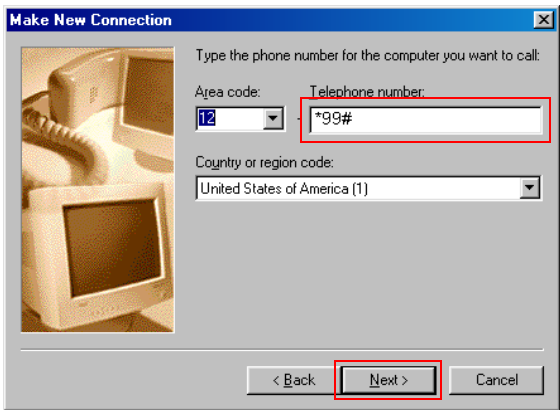 Make New Connection
Type the phone number for the computer you want to call:
Area code: Telephone number:
12 - *99#
Country or region code:
United States of America (1)
< Back Next > Cancel